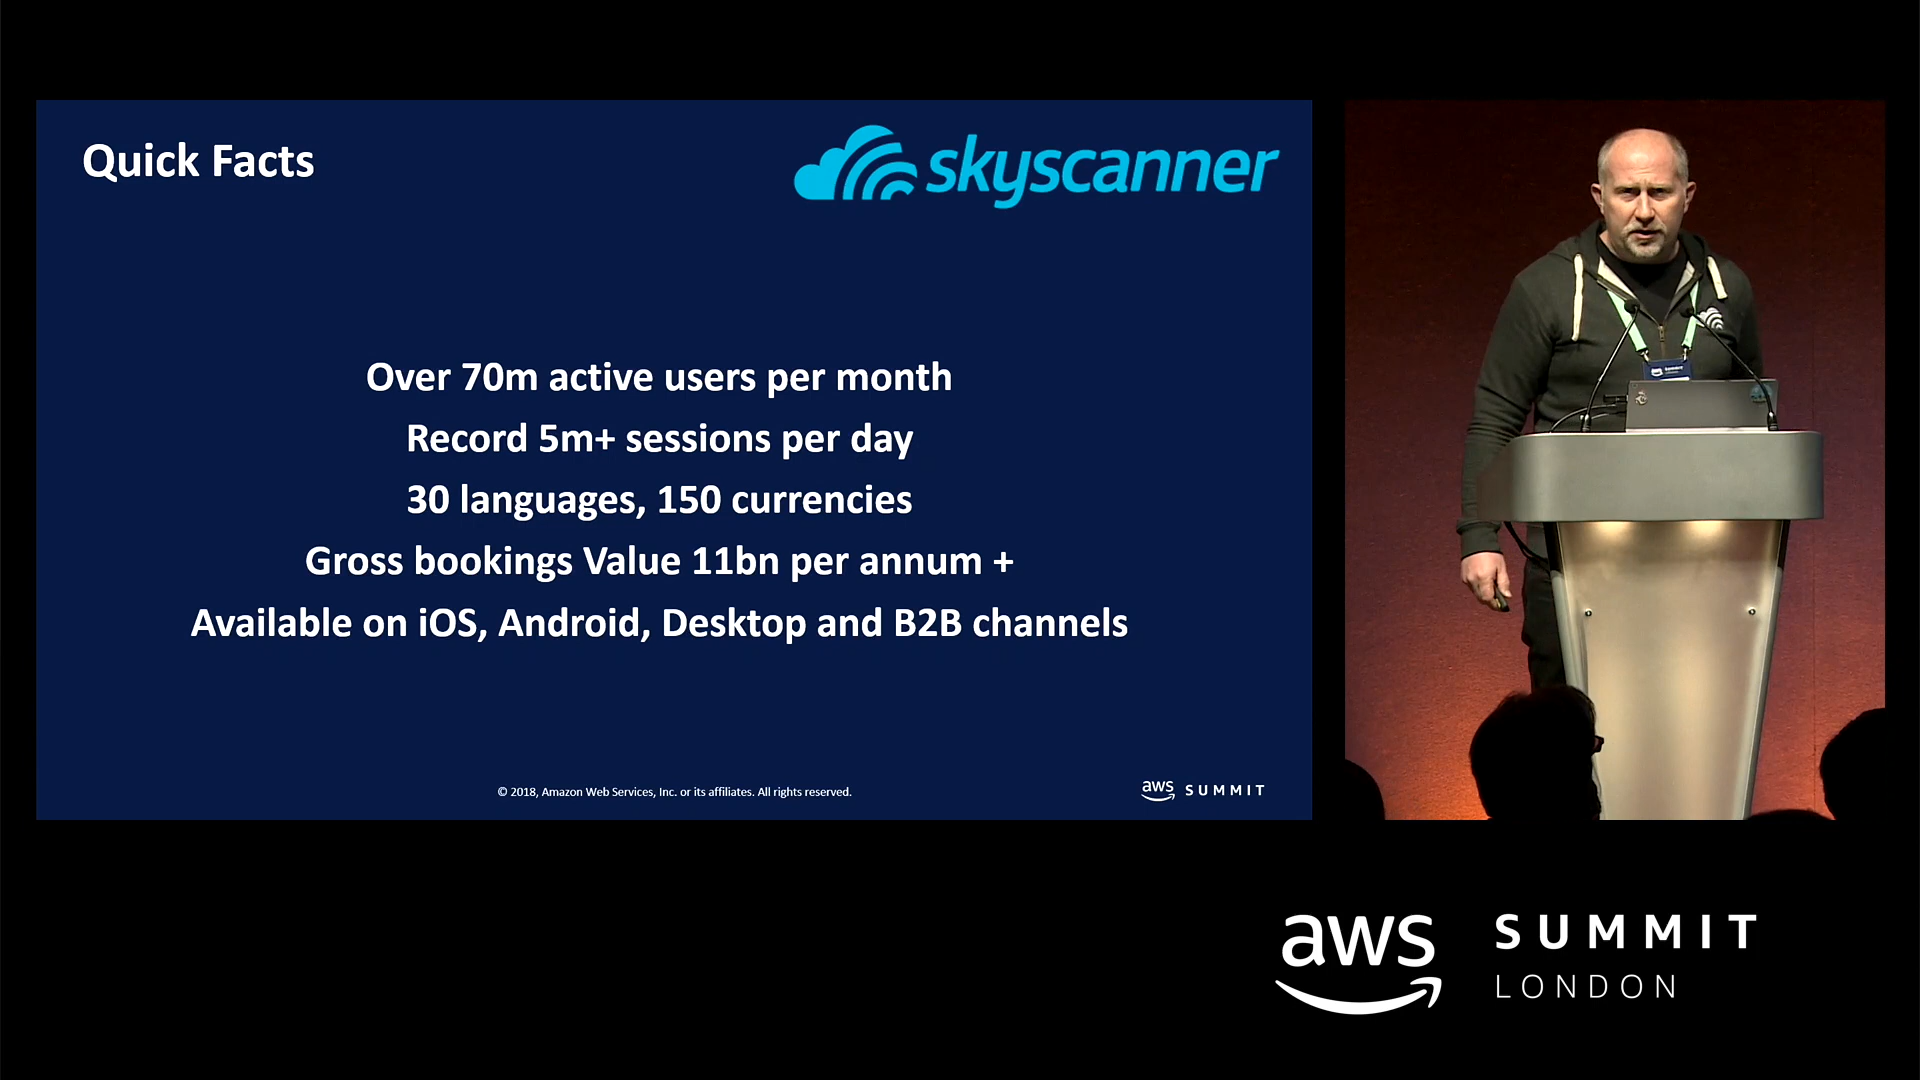 Quick Facts
skyscanner
Over 70m active users per month
Record 5m+ sessions per day
30 languages, 150 currencies
Gross bookings Value 11bn per annum +
Available on iOS, Android, Desktop and B2B channels
© 2018, Amazon Web Services, Inc. or its affiliates. All rights reserved.
aws SUMMIT
aws
aws SUMMIT
LONDON